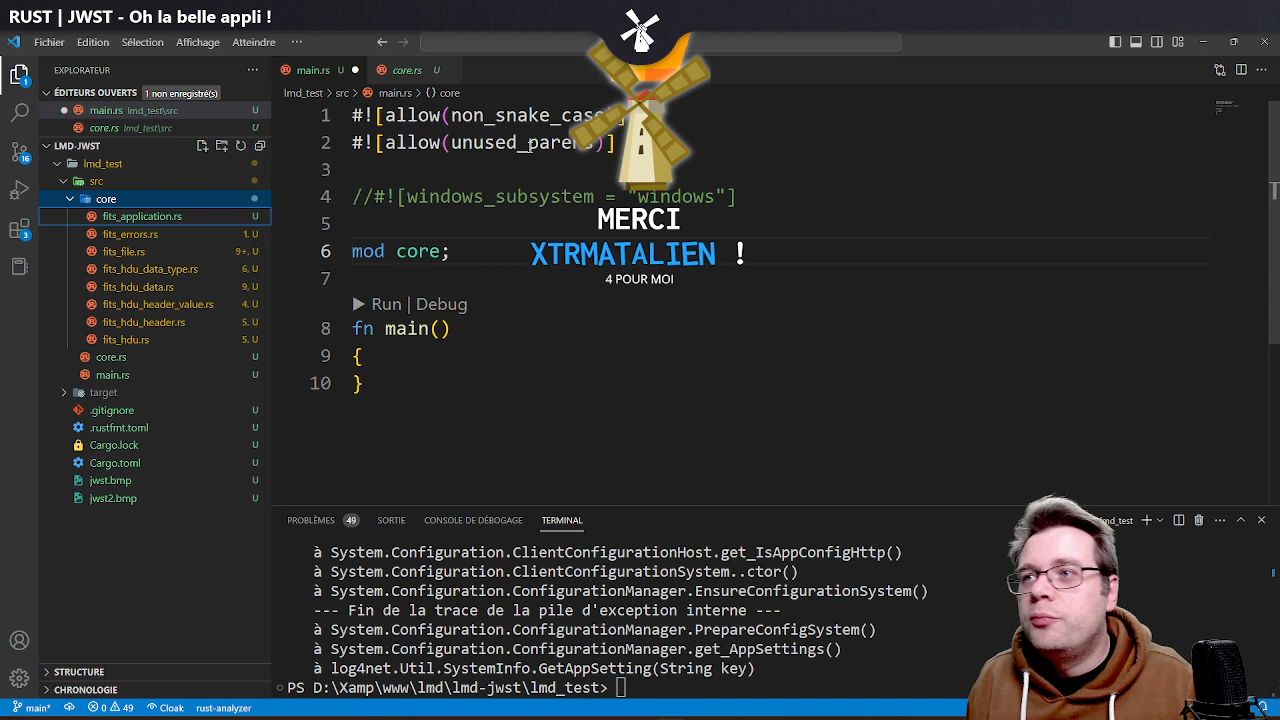 RUST | JWST - Oh la belle appli !
Fichier Edition Sélection Affichage Atteindre ···
EXPLORATEUR ···
main.rs U
core.rs U
ÉDITEURS OUVERTS 1 non enregistré(s)
main.rs lmd_test\src U
core.rs lmd_test\src U
lmd_test > src > main.rs > {} core
LMD-JWST
lmd_test
src
core
fits_application.rs U
fits_errors.rs 1, U
fits_file.rs 9+, U
fits_hdu_data_type.rs 9, U
fits_hdu_data.rs 9, U
fits_hdu_header_value.rs 4, U
fits_hdu_header.rs 5, U
fits_hdu.rs 5, U
core.rs U
main.rs U
target
.gitignore U
.rustfmt.toml U
Cargo.lock U
Cargo.toml U
jwst.bmp U
jwst2.bmp U
STRUCTURE
CHRONOLOGIE
1 #![allow(non_snake_case)]
2 #![allow(unused_parens)]
3
4 //#![windows_subsystem = "windows"]
5
6 mod core;
7
Run | Debug
8 fn main()
9 {
10 }
MERCI
XTRMATALIEN !
4 POUR MOI
1
16
3
PROBLÈMES 49 SORTIE CONSOLE DE DÉBOGAGE TERMINAL
lmd_test
à System.Configuration.ClientConfigurationHost.get_IsAppConfigHttp()
à System.Configuration.ClientConfigurationSystem..ctor()
à System.Configuration.ConfigurationManager.EnsureConfigurationSystem()
--- Fin de la trace de la pile d'exception interne ---
à System.Configuration.ConfigurationManager.PrepareConfigSystem()
à System.Configuration.ConfigurationManager.get_AppSettings()
à log4net.Util.SystemInfo.GetAppSetting(String key)
PS D:\Xamp\www\lmd\lmd-jwst\lmd_test>
main* 0 49 Cloak rust-analyzer